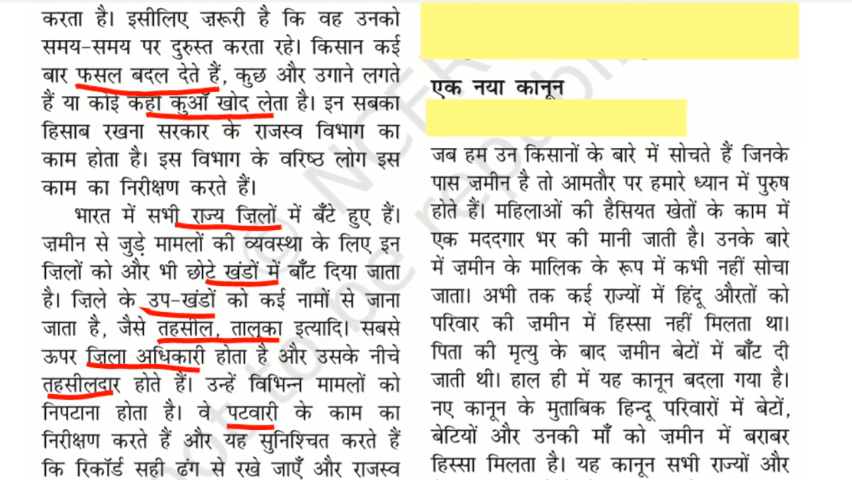 करता है। इसीलिए ज़रूरी है कि वह उनको
समय-समय पर दुरुस्त करता रहे। किसान कई
बार फसल बदल देते हैं, कुछ और उगाने लगते
हैं या कोई कहीं कुआँ खोद लेता है। इन सबका
हिसाब रखना सरकार के राजस्व विभाग का
काम होता है। इस विभाग के वरिष्ठ लोग इस
काम का निरीक्षण करते हैं।
भारत में सभी राज्य ज़िलों में बँटे हुए हैं।
ज़मीन से जुड़े मामलों की व्यवस्था के लिए इन
ज़िलों को और भी छोटे खंडों में बाँट दिया जाता
है। ज़िले के उप-खंडों को कई नामों से जाना
जाता है, जैसे तहसील, तालुका इत्यादि। सबसे
ऊपर ज़िला अधिकारी होता है और उसके नीचे
तहसीलदार होते हैं। उन्हें विभिन्न मामलों को
निपटाना होता है। वे पटवारी के काम का
निरीक्षण करते हैं और यह सुनिश्चित करते हैं
कि रिकॉर्ड सही ढंग से रखे जाएँ और राजस्व
एक नया कानून
जब हम उन किसानों के बारे में सोचते हैं जिनके
पास ज़मीन है तो आमतौर पर हमारे ध्यान में पुरुष
होते हैं। महिलाओं की हैसियत खेतों के काम में
एक मददगार भर की मानी जाती है। उनके बारे
में ज़मीन के मालिक के रूप में कभी नहीं सोचा
जाता। अभी तक कई राज्यों में हिंदू औरतों को
परिवार की ज़मीन में हिस्सा नहीं मिलता था।
पिता की मृत्यु के बाद ज़मीन बेटों में बाँट दी
जाती थी। हाल ही में यह कानून बदला गया है।
नए कानून के मुताबिक हिन्दू परिवारों में बेटों,
बेटियों और उनकी माँ को ज़मीन में बराबर
हिस्सा मिलता है। यह कानून सभी राज्यों और